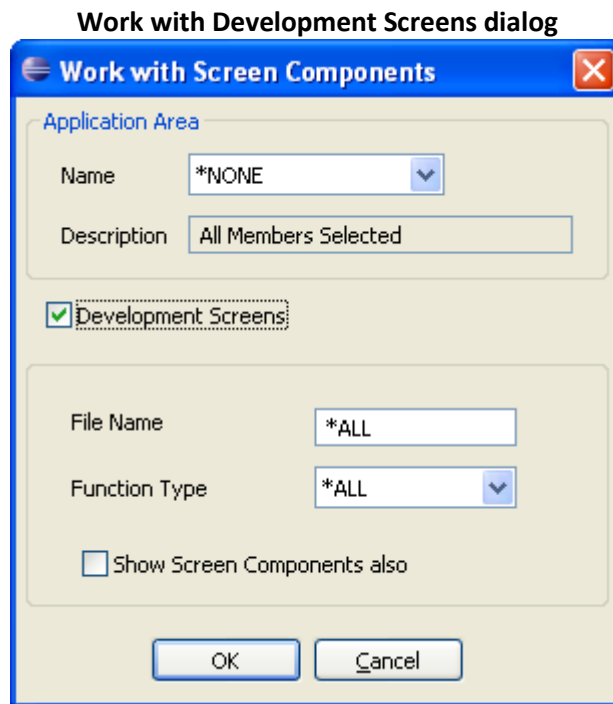 Work with Development Screens dialog
Work with Screen Components
Application Area
Name *NONE
Description All Members Selected
Development Screens
File Name *ALL
Function Type *ALL
Show Screen Components also
OK Cancel